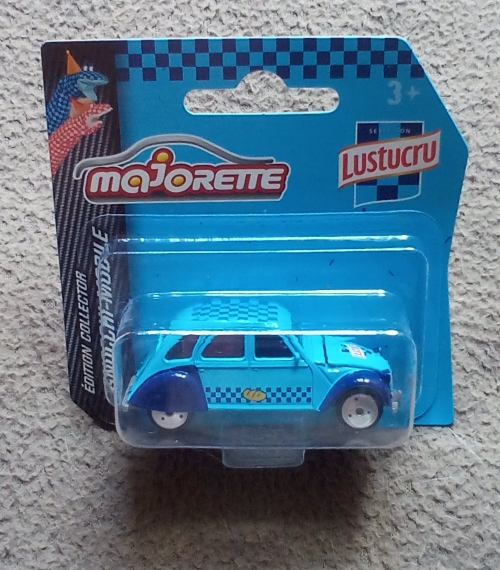 3+
SELECTION
LUSTUCRU
MAJORETTE
ÉDITION COLLECTOR